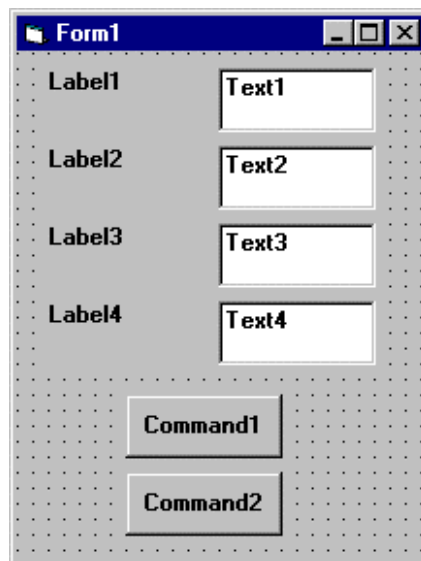 Form1
Label1 Text1
Label2 Text2
Label3 Text3
Label4 Text4
Command1
Command2